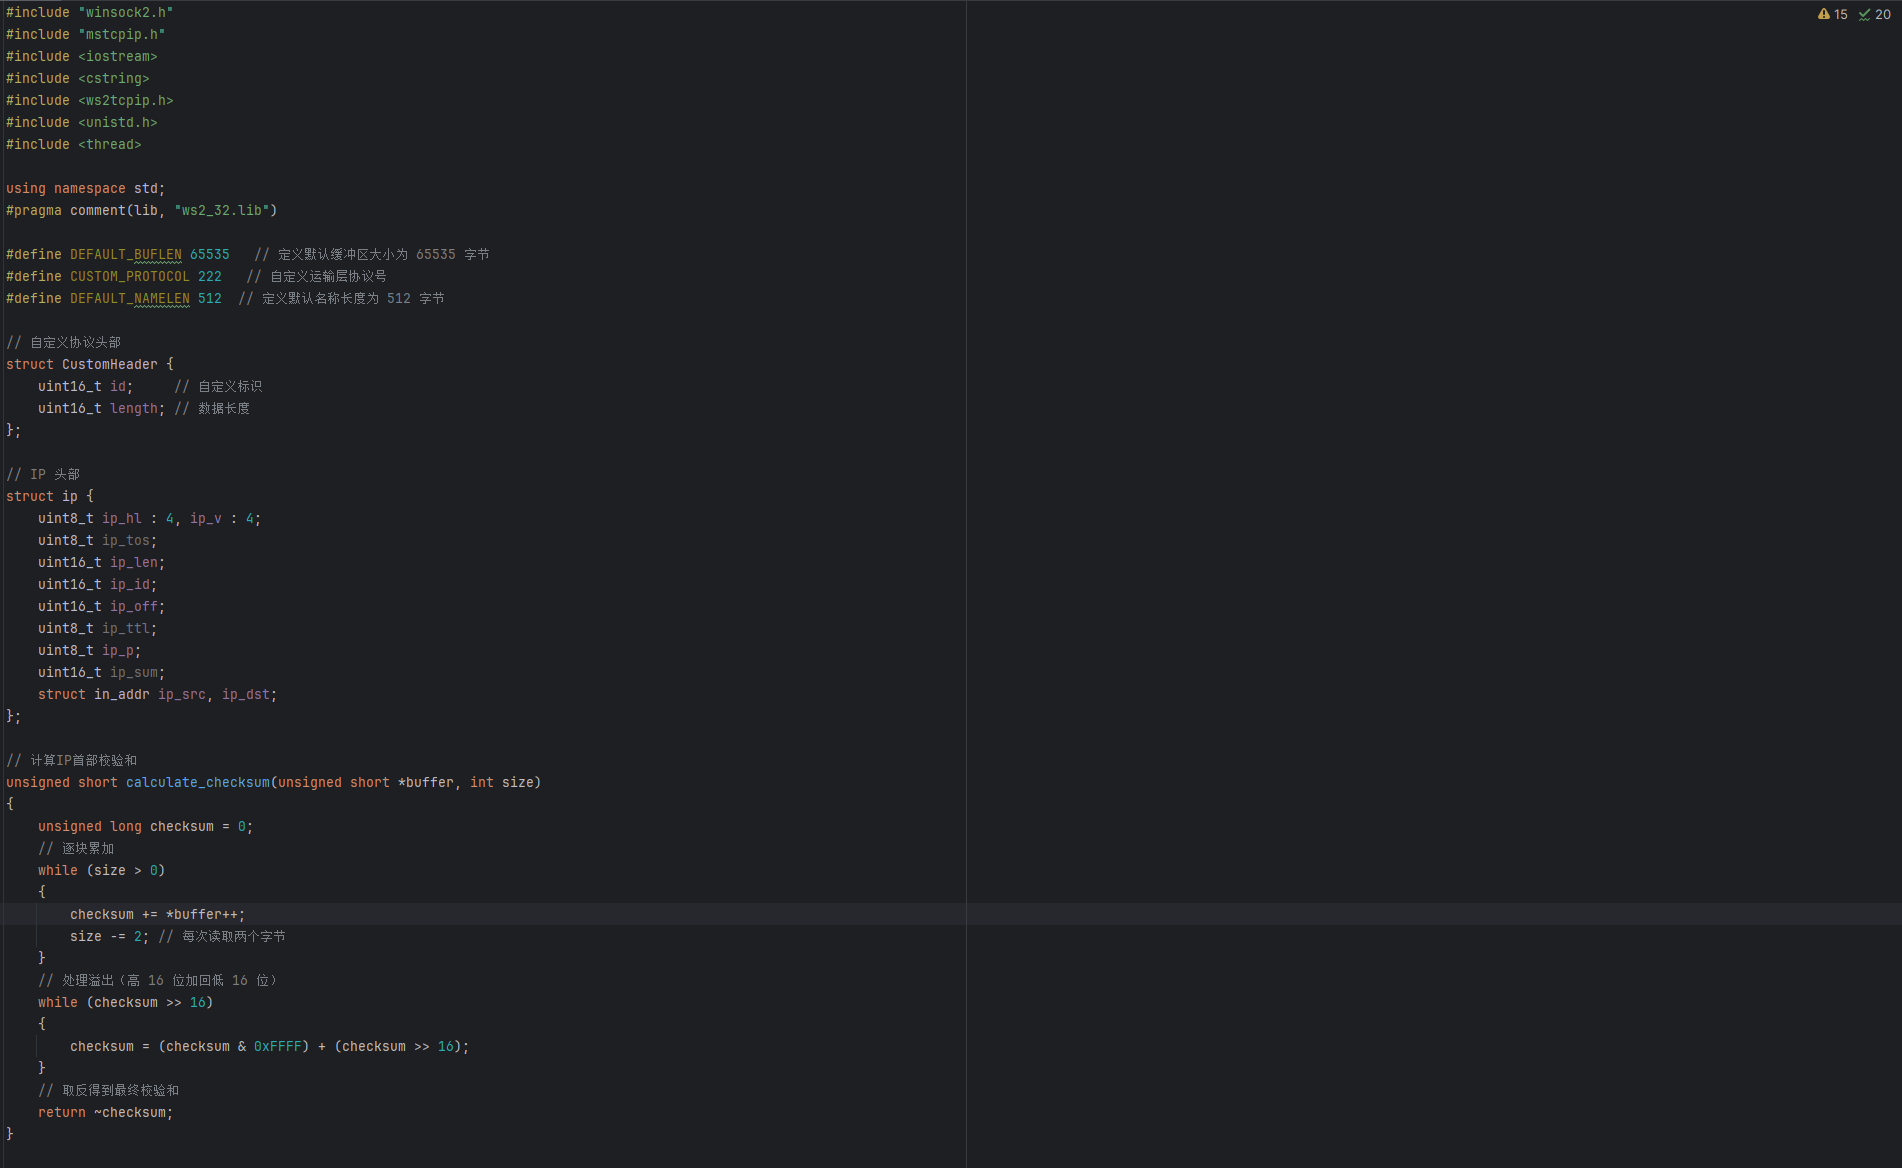 #include "winsock2.h"
#include "mstcpip.h"
#include <iostream>
#include <cstring>
#include <ws2tcpip.h>
#include <unistd.h>
#include <thread>
using namespace std;
#pragma comment(lib, "ws2_32.lib")
#define DEFAULT_BUFLEN 65535   // 定义默认缓冲区大小为 65535 字节
#define CUSTOM_PROTOCOL 222   // 自定义运输层协议号
#define DEFAULT_NAMELEN 512  // 定义默认名称长度为 512 字节
// 自定义协议头部
struct CustomHeader {
    uint16_t id;     // 自定义标识
    uint16_t length; // 数据长度
};
// IP 头部
struct ip {
    uint8_t ip_hl : 4, ip_v : 4;
    uint8_t ip_tos;
    uint16_t ip_len;
    uint16_t ip_id;
    uint16_t ip_off;
    uint8_t ip_ttl;
    uint8_t ip_p;
    uint16_t ip_sum;
    struct in_addr ip_src, ip_dst;
};
// 计算IP首部校验和
unsigned short calculate_checksum(unsigned short *buffer, int size)
{
    unsigned long checksum = 0;
    // 逐块累加
    while (size > 0)
    {
        checksum += *buffer++;
        size -= 2; // 每次读取两个字节
    }
    // 处理溢出（高 16 位加回低 16 位）
    while (checksum >> 16)
    {
        checksum = (checksum & 0xFFFF) + (checksum >> 16);
    }
    // 取反得到最终校验和
    return ~checksum;
}
15 20